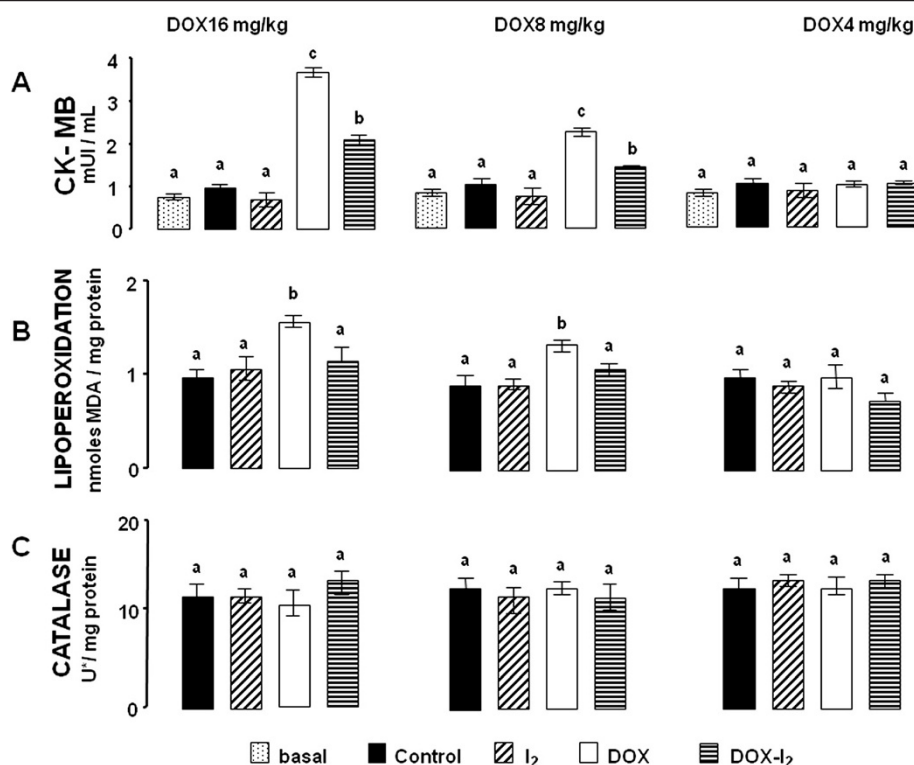 DOX16 mg/kg DOX8 mg/kg DOX4 mg/kg
A
CK- MB
mUI / mL
4
3
2
1
0
a a a c b
a a a c b
a a a a a
B
LIPOPEROXIDATION
nmoles MDA / mg protein
2
1
0
a a b a
a a b a
a a a a
C
CATALASE
U*/ mg protein
20
10
0
a a a a
a a a a
a a a a
basal Control I₂ DOX DOX-I₂